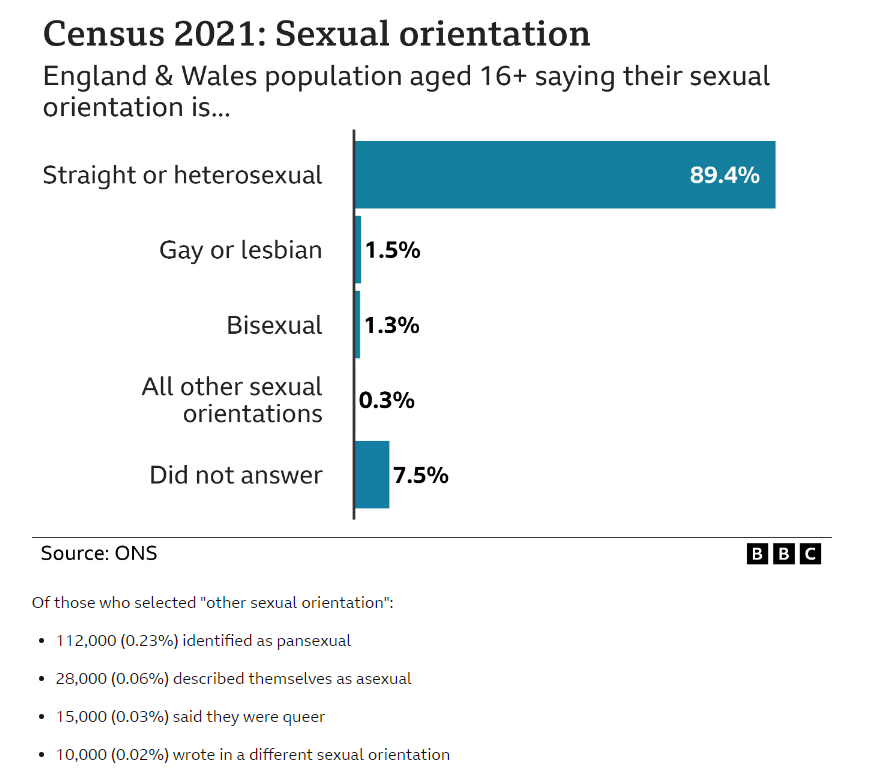 Census 2021: Sexual orientation
England & Wales population aged 16+ saying their sexual
orientation is...
Straight or heterosexual 89.4%
Gay or lesbian 1.5%
Bisexual 1.3%
All other sexual
orientations 0.3%
Did not answer 7.5%
Source: ONS BBC
Of those who selected "other sexual orientation":
• 112,000 (0.23%) identified as pansexual
• 28,000 (0.06%) described themselves as asexual
• 15,000 (0.03%) said they were queer
• 10,000 (0.02%) wrote in a different sexual orientation